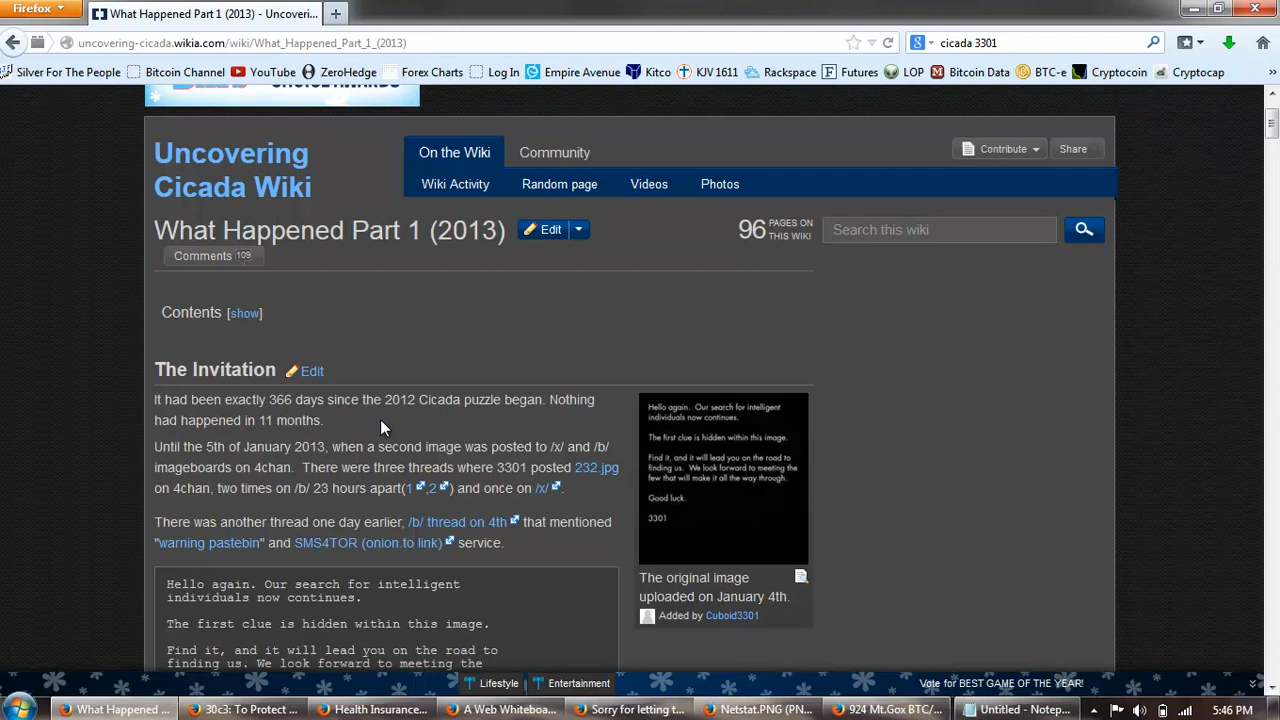 Firefox
What Happened Part 1 (2013) - Uncoveri...
uncovering-cicada.wikia.com/wiki/What_Happened_Part_1_(2013)
cicada 3301
Silver For The People
Bitcoin Channel
YouTube
ZeroHedge
Forex Charts
Log In
Empire Avenue
Kitco
KJV 1611
Rackspace
Futures
LOP
Bitcoin Data
BTC-e
Cryptocoin
Cryptocap
CHOICE AWARDS
Uncovering
Cicada Wiki
On the Wiki
Community
Contribute
Share
Wiki Activity
Random page
Videos
Photos
What Happened Part 1 (2013)
Edit
96 PAGES ON
THIS WIKI
Search this wiki
Comments 109
Contents [show]
The Invitation
Edit
It had been exactly 366 days since the 2012 Cicada puzzle began. Nothing
had happened in 11 months.
Until the 5th of January 2013, when a second image was posted to /x/ and /b/
imageboards on 4chan. There were three threads where 3301 posted 232.jpg
on 4chan, two times on /b/ 23 hours apart(1 ,2 ) and once on /x/ .
There was another thread one day earlier, /b/ thread on 4th that mentioned
"warning pastebin" and SMS4TOR (onion.to link) service.
Hello again. Our search for intelligent
individuals now continues.
The first clue is hidden within this image.
Find it, and it will lead you on the road to
finding us. We look forward to meeting the
Hello again. Our search for intelligent
individuals now continues.
The first clue is hidden within this image.
Find it, and it will lead you on the road to
finding us. We look forward to meeting the
few that will make it all the way through.
Good luck.
3301
The original image
uploaded on January 4th.
Added by Cuboid3301
Lifestyle
Entertainment
Vote for BEST GAME OF THE YEAR!
What Happened ...
30c3: To Protect ...
Health Insurance...
A Web Whiteboa...
Sorry for letting t...
Netstat.PNG (PN...
924 Mt.Gox BTC/...
Untitled - Notep...
5:46 PM